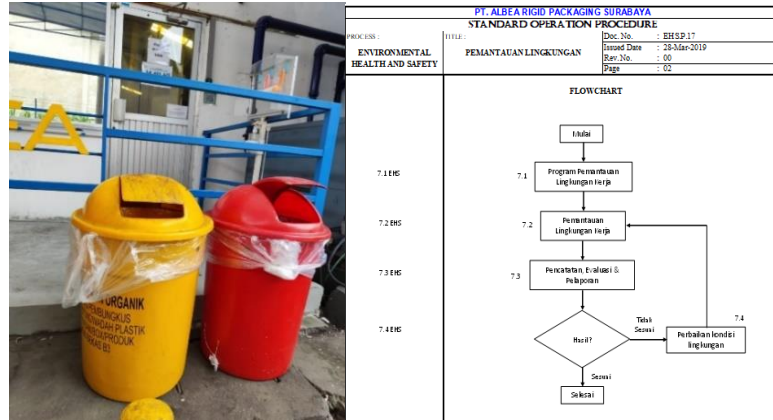 EA
ORGANIK
PEMBUNGKUS
WADAH PLASTIK
PRODUK
BEKAS B3
PT. ALBEA RIGID PACKAGING SURABAYA
STANDARD OPERATION PROCEDURE
PROCESS :
ENVIRONMENTAL
HEALTH AND SAFETY
TITLE :
PEMANTAUAN LINGKUNGAN
Doc. No. : EHS.P.17
Issued Date : 28-Mar-2019
Rev. No. : 00
Page : 02
FLOWCHART
Mulai
7.1 EHS
7.1
Program Pemantauan
Lingkungan Kerja
7.2 EHS
7.2
Pemantauan
Lingkungan Kerja
7.3 EHS
7.3
Pencatatan, Evaluasi &
Pelaporan
7.4 EHS
Hasil?
Tidak
Sesuai
7.4
Perbaikan kondisi
lingkungan
Sesuai
Selesai